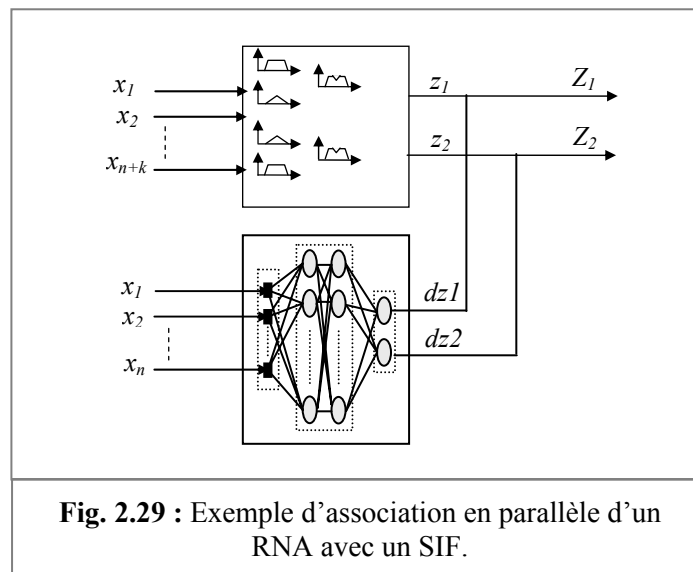 x1
x2
xn+k
z1
Z1
z2
Z2
x1
x2
xn
dz1
dz2
Fig. 2.29 : Exemple d'association en parallèle d'un
RNA avec un SIF.